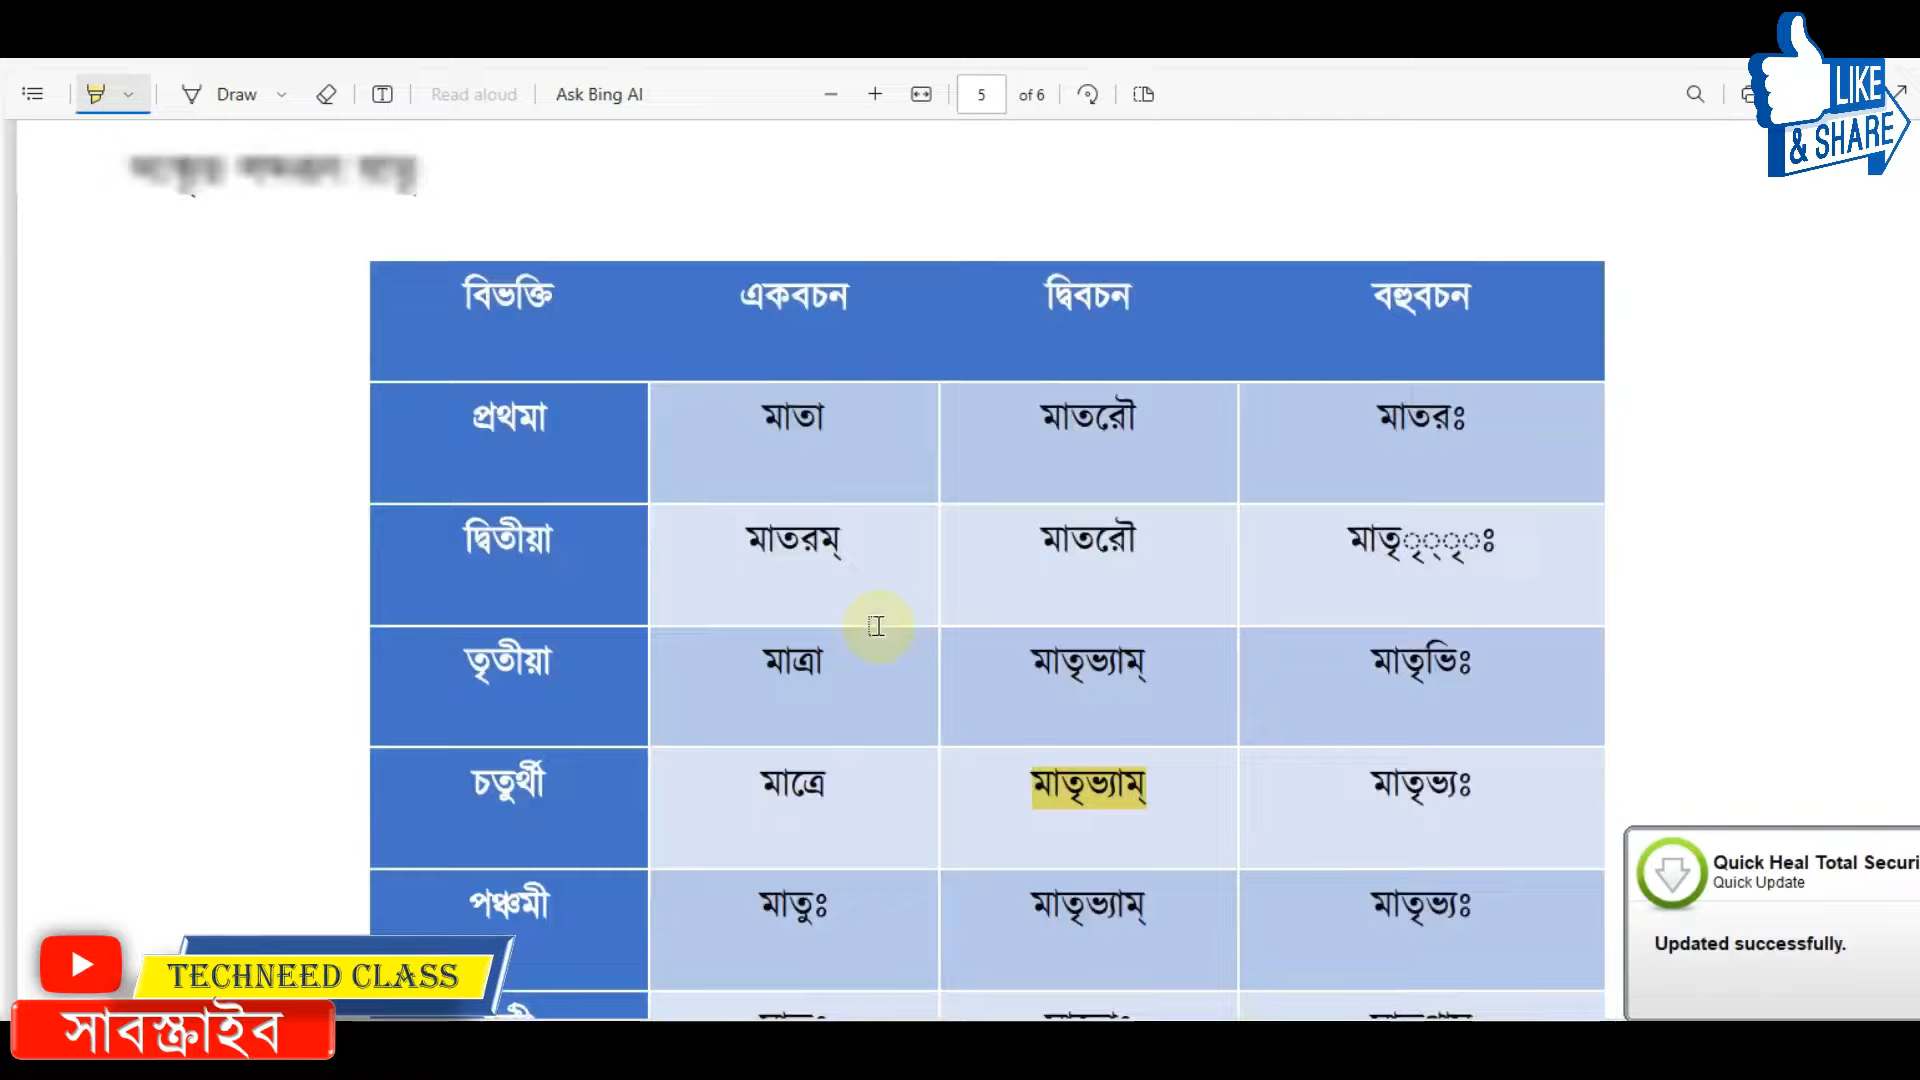 LIKE
& SHARE
Draw Read aloud Ask Bing AI 5 of 6
বিভক্তি একবচন দ্বিবচন বহুবচন
প্রথমা মাতা মাতরৌ মাতরঃ
দ্বিতীয়া মাতরম্ মাতরৌ মাতৃৃ্ৃঃ
তৃতীয়া মাত্রা মাতৃভ্যাম্ মাতৃভিঃ
চতুর্থী মাত্রে মাতৃভ্যাম্ মাতৃভ্যঃ
পঞ্চমী মাতুঃ মাতৃভ্যাম্ মাতৃভ্যঃ
Quick Heal Total Securi
Quick Update
Updated successfully.
TECHNEED CLASS
সাবস্ক্রাইব